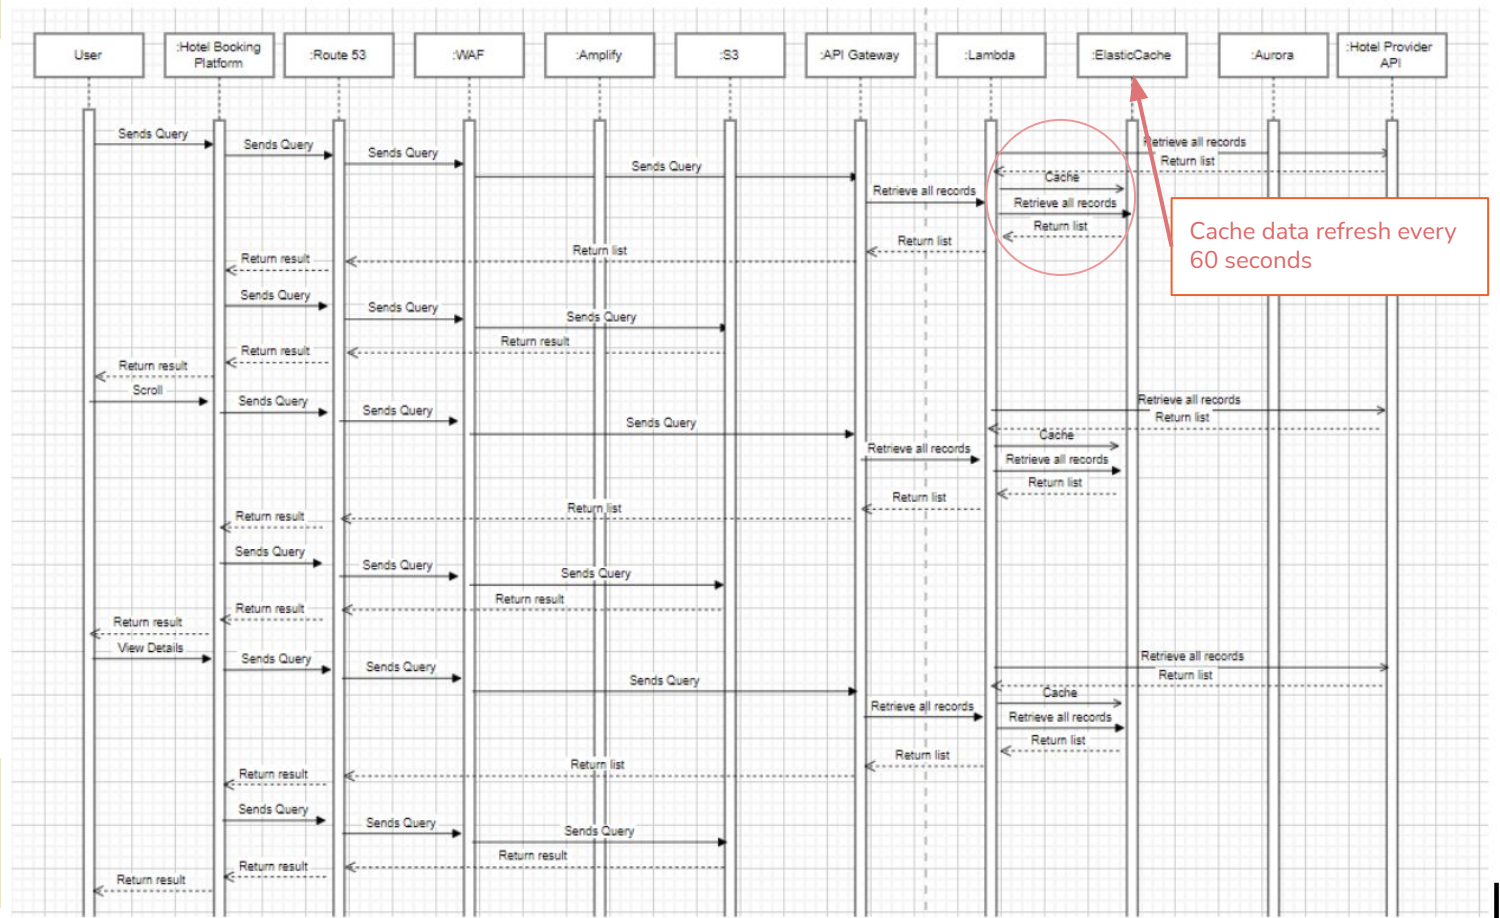 User
:Hotel Booking
Platform
:Route 53
:WAF
:Amplify
:S3
:API Gateway
:Lambda
:ElasticCache
:Aurora
:Hotel Provider
API
Sends Query
Sends Query
Sends Query
Sends Query
Retrieve all records
Retrieve all records
Return list
Cache
Retrieve all records
Return list
Return list
Return list
Return result
Cache data refresh every
60 seconds
Sends Query
Sends Query
Sends Query
Return result
Return result
Return result
Scroll
Sends Query
Sends Query
Sends Query
Retrieve all records
Retrieve all records
Return list
Cache
Retrieve all records
Return list
Return list
Return list
Return result
Sends Query
Sends Query
Sends Query
Return result
Return result
Return result
View Details
Sends Query
Sends Query
Sends Query
Retrieve all records
Retrieve all records
Return list
Cache
Retrieve all records
Return list
Return list
Return list
Return result
Sends Query
Sends Query
Sends Query
Return result
Return result
Return result